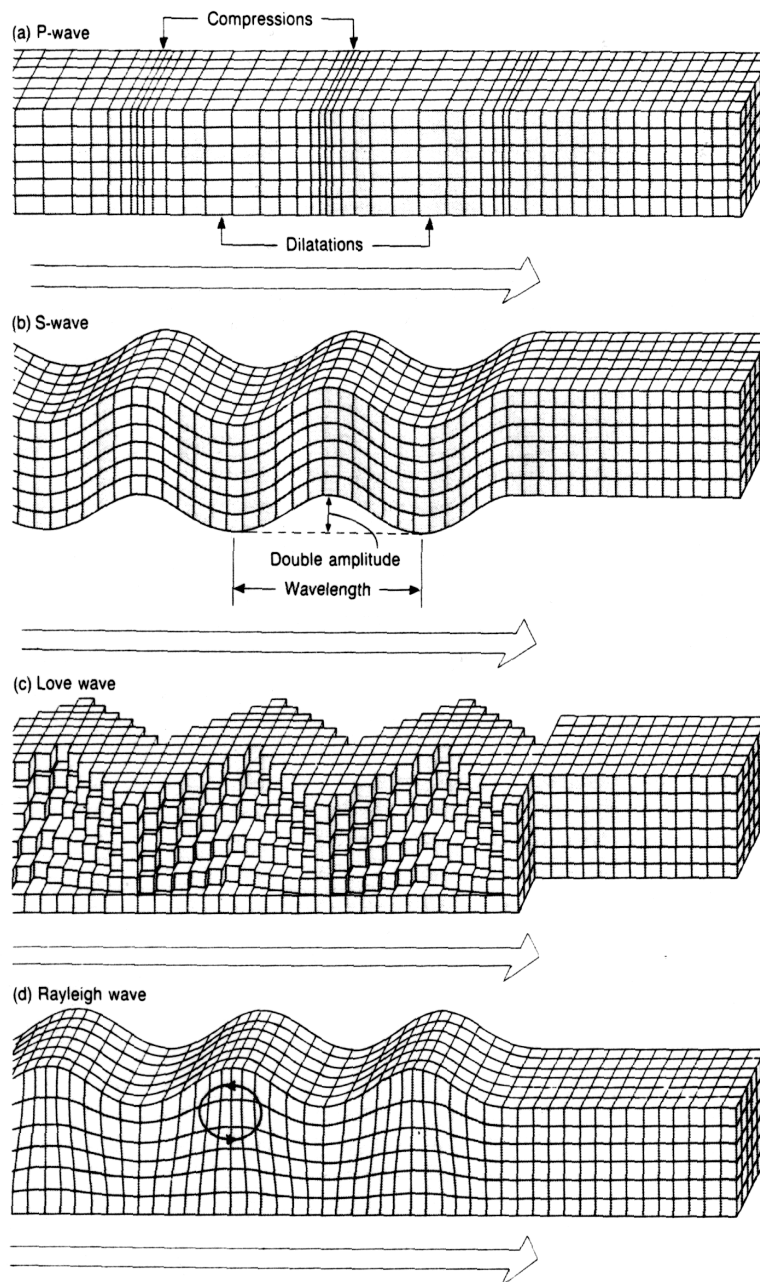 Compressions
(a) P-wave
Dilatations
(b) S-wave
Double amplitude
Wavelength
(c) Love wave
(d) Rayleigh wave